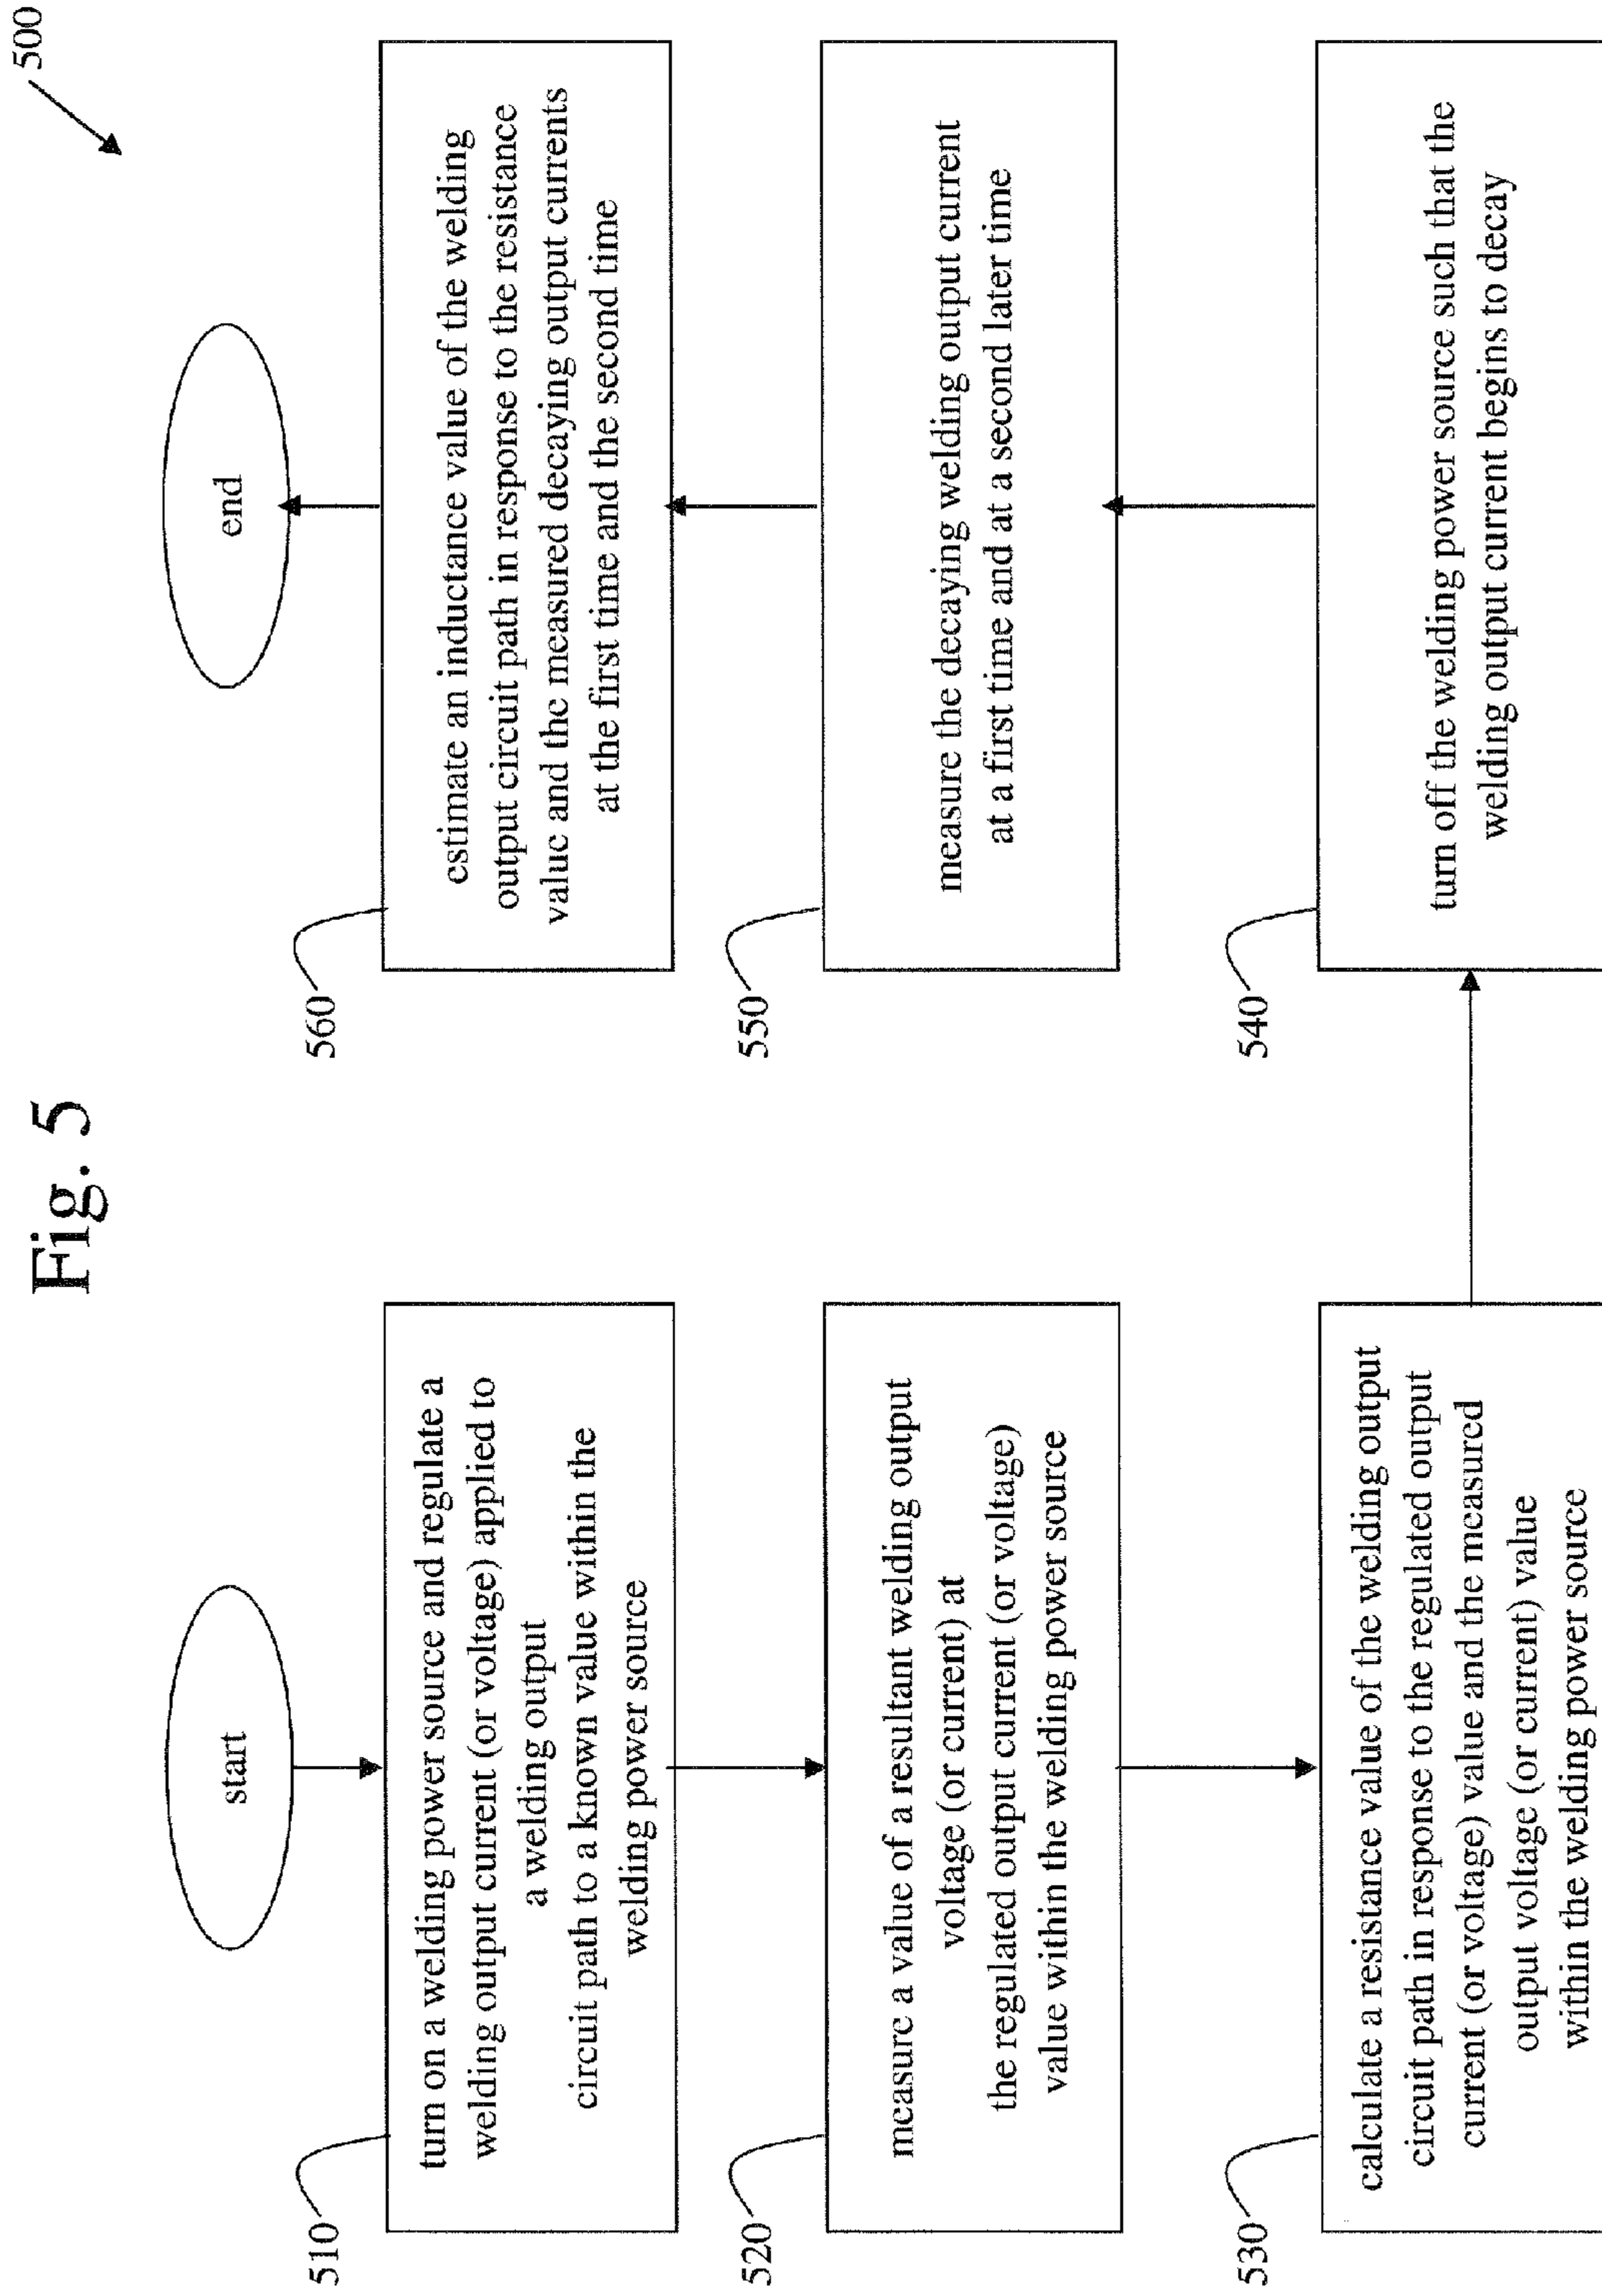 Fig. 5
500
start
510
turn on a welding power source and regulate a
welding output current (or voltage) applied to
a welding output
circuit path to a known value within the
welding power source
520
measure a value of a resultant welding output
voltage (or current) at
the regulated output current (or voltage)
value within the welding power source
530
calculate a resistance value of the welding output
circuit path in response to the regulated output
current (or voltage) value and the measured
output voltage (or current) value
within the welding power source
540
turn off the welding power source such that the
welding output current begins to decay
550
measure the decaying welding output current
at a first time and at a second later time
560
estimate an inductance value of the welding
output circuit path in response to the resistance
value and the measured decaying output currents
at the first time and the second time
end